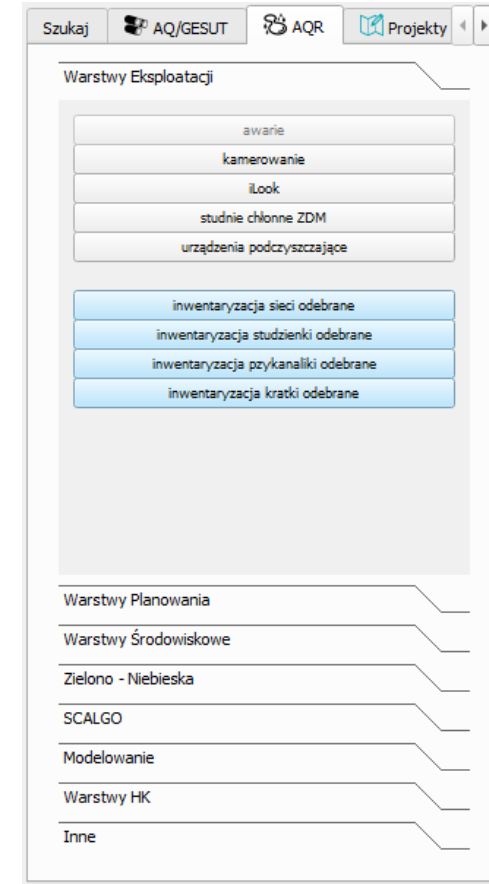 Szukaj AQ/GESUT AQR Projekty
Warstwy Eksploatacji
awarie
kamerowanie
iLook
studnie chłonne ZDM
urządzenia podczyszczające
inwentaryzacja sieci odebrane
inwentaryzacja studzienki odebrane
inwentaryzacja pzykanaliki odebrane
inwentaryzacja kratki odebrane
Warstwy Planowania
Warstwy Środowiskowe
Zielono - Niebieska
SCALGO
Modelowanie
Warstwy HK
Inne